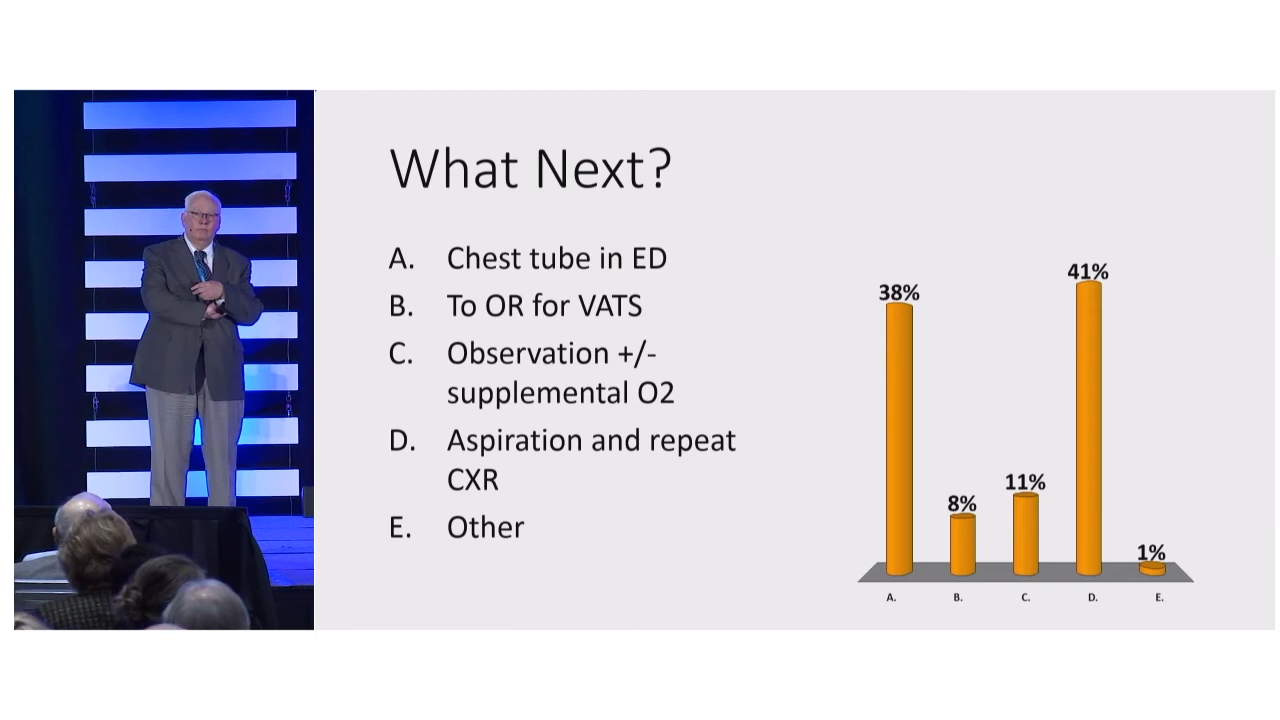 What Next?
A. Chest tube in ED
B. To OR for VATS
C. Observation +/-
supplemental O2
D. Aspiration and repeat
CXR
E. Other
38%
8%
11%
41%
1%
A. B. C. D. E.